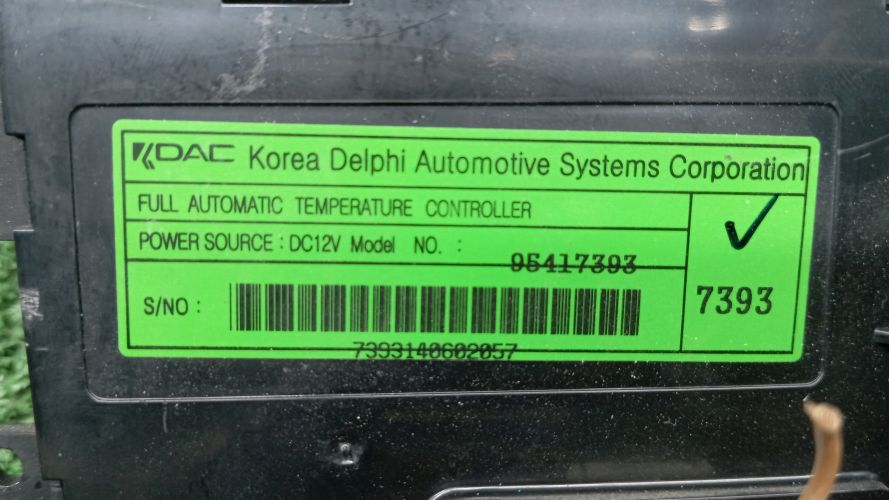 KDAC Korea Delphi Automotive Systems Corporation
FULL AUTOMATIC TEMPERATURE CONTROLLER
POWER SOURCE : DC12V Model NO. :
95417393
S/NO :
7393
7393140602057